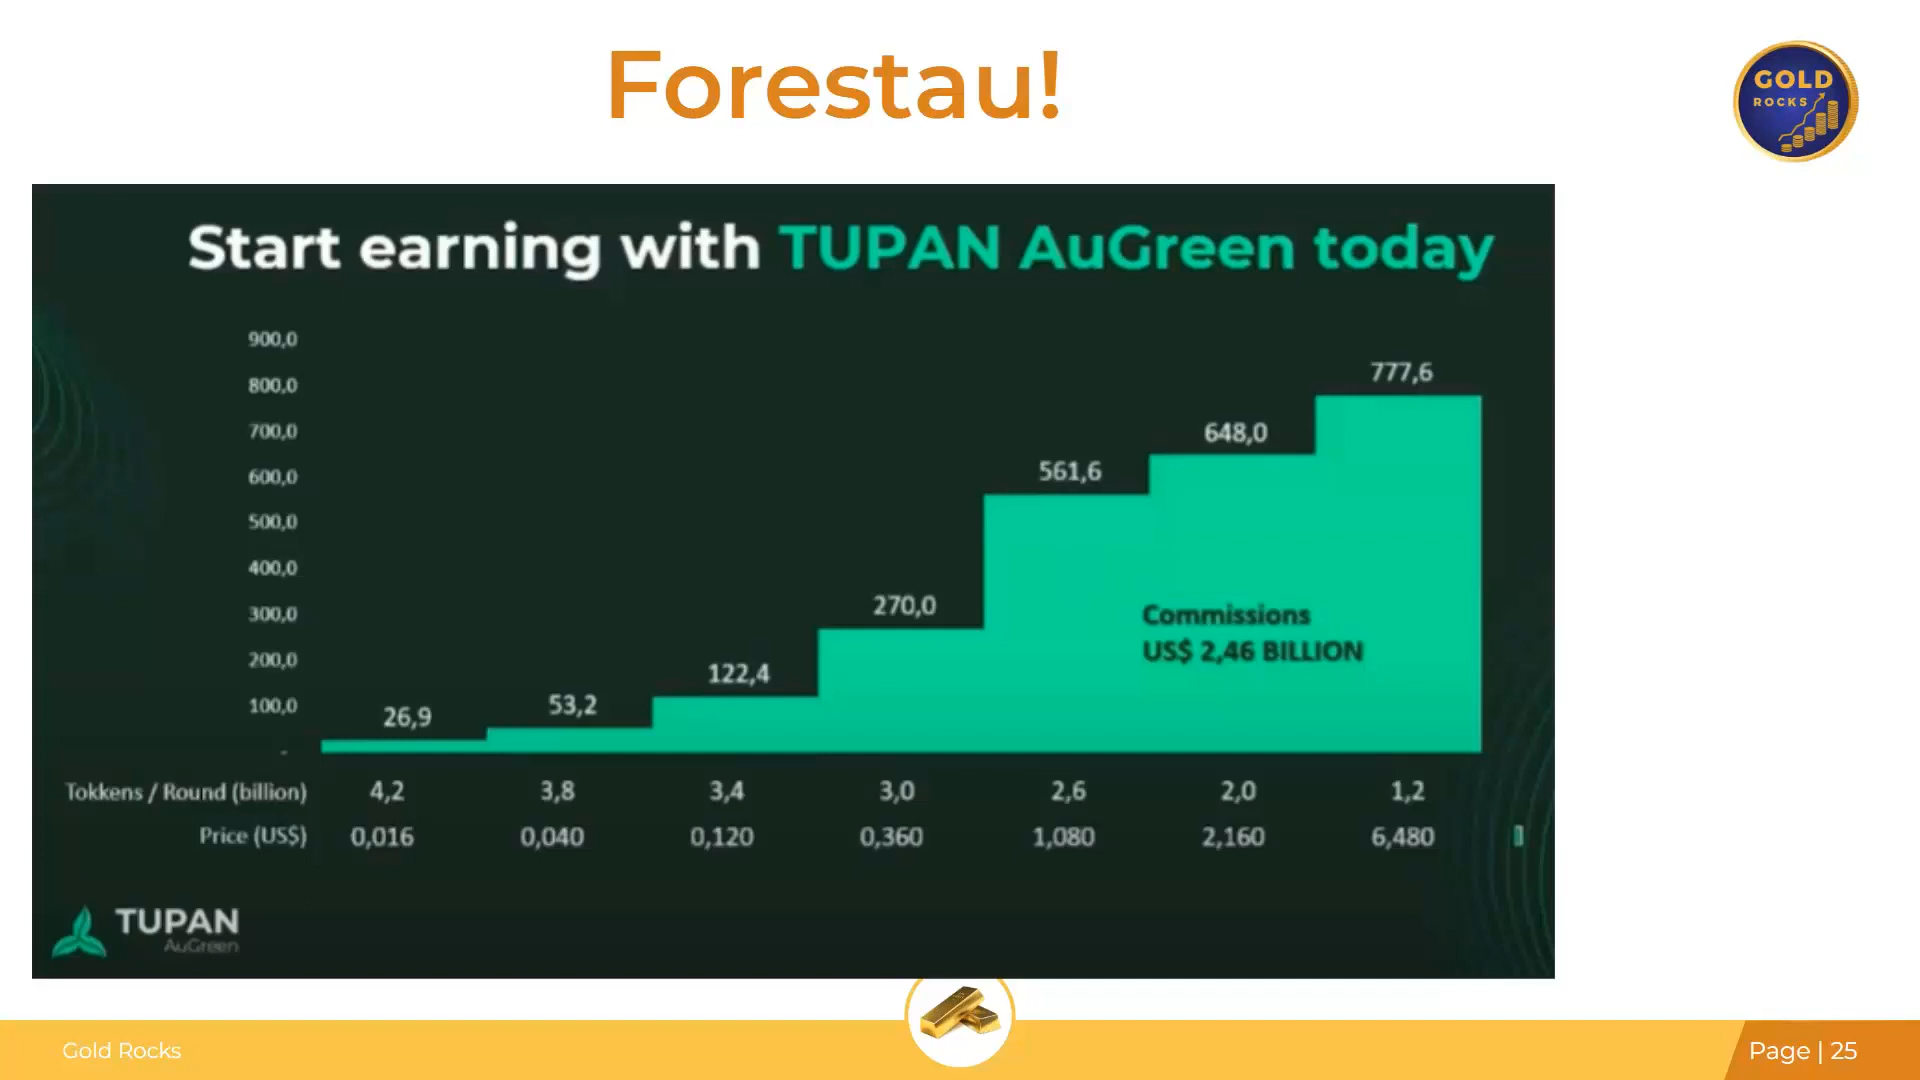 Forestau!
GOLD
ROCKS
Start earning with TUPAN AuGreen today
900,0
800,0
700,0
600,0
500,0
400,0
300,0
200,0
100,0
-
26,9
53,2
122,4
270,0
561,6
648,0
777,6
Commissions
US$ 2,46 BILLION
Tokkens / Round (billion) 4,2 3,8 3,4 3,0 2,6 2,0 1,2
Price (US$) 0,016 0,040 0,120 0,360 1,080 2,160 6,480
TUPAN
AuGreen
Gold Rocks
Page | 25